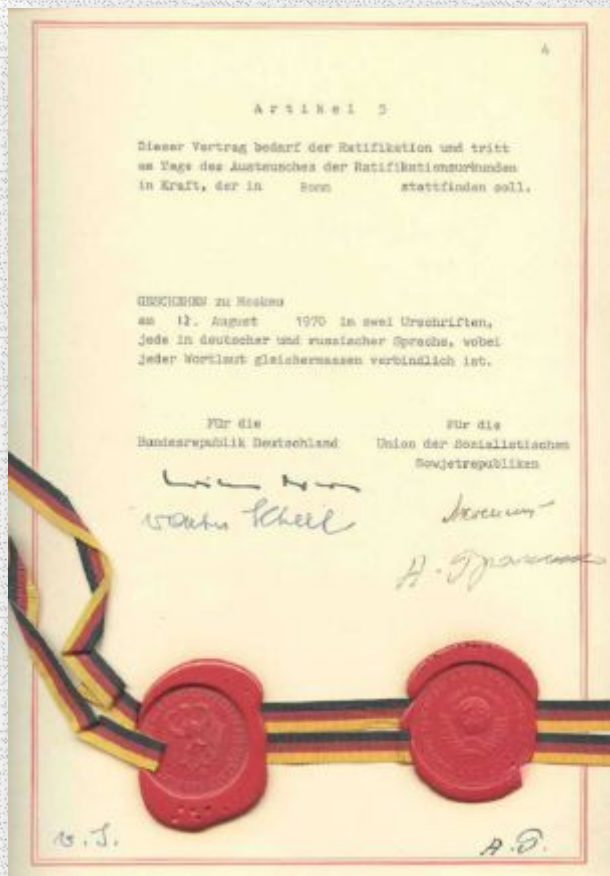 4
Artikel 5
Dieser Vertrag bedarf der Ratifikation und tritt
am Tage des Austausches der Ratifikationsurkunden
in Kraft, der in Bonn stattfinden soll.
GESCHEHEN zu Moskau
am 12. August 1970 in zwei Urschriften,
jede in deutscher und russischer Sprache, wobei
jeder Wortlaut gleichermassen verbindlich ist.
Für die
Bundesrepublik Deutschland
Für die
Union der Sozialistischen
Sowjetrepubliken
Walter Scheel
А. Громыко
А. Г.